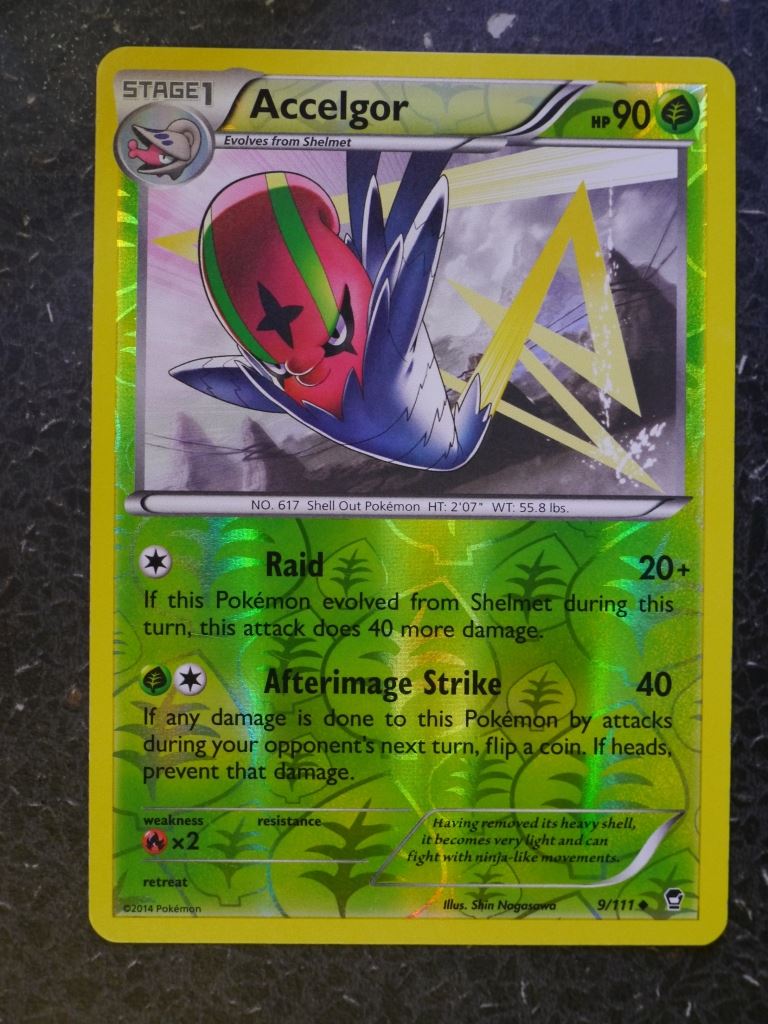 STAGE1 Accelgor HP 90
Evolves from Shelmet
NO. 617 Shell Out Pokémon HT: 2'07" WT: 55.8 lbs.
Raid 20+
If this Pokémon evolved from Shelmet during this
turn, this attack does 40 more damage.
Afterimage Strike 40
If any damage is done to this Pokémon by attacks
during your opponent's next turn, flip a coin. If heads,
prevent that damage.
weakness resistance
×2
Having removed its heavy shell,
it becomes very light and can
fight with ninja-like movements.
retreat
©2014 Pokémon Illus. Shin Nagasawa 9/111